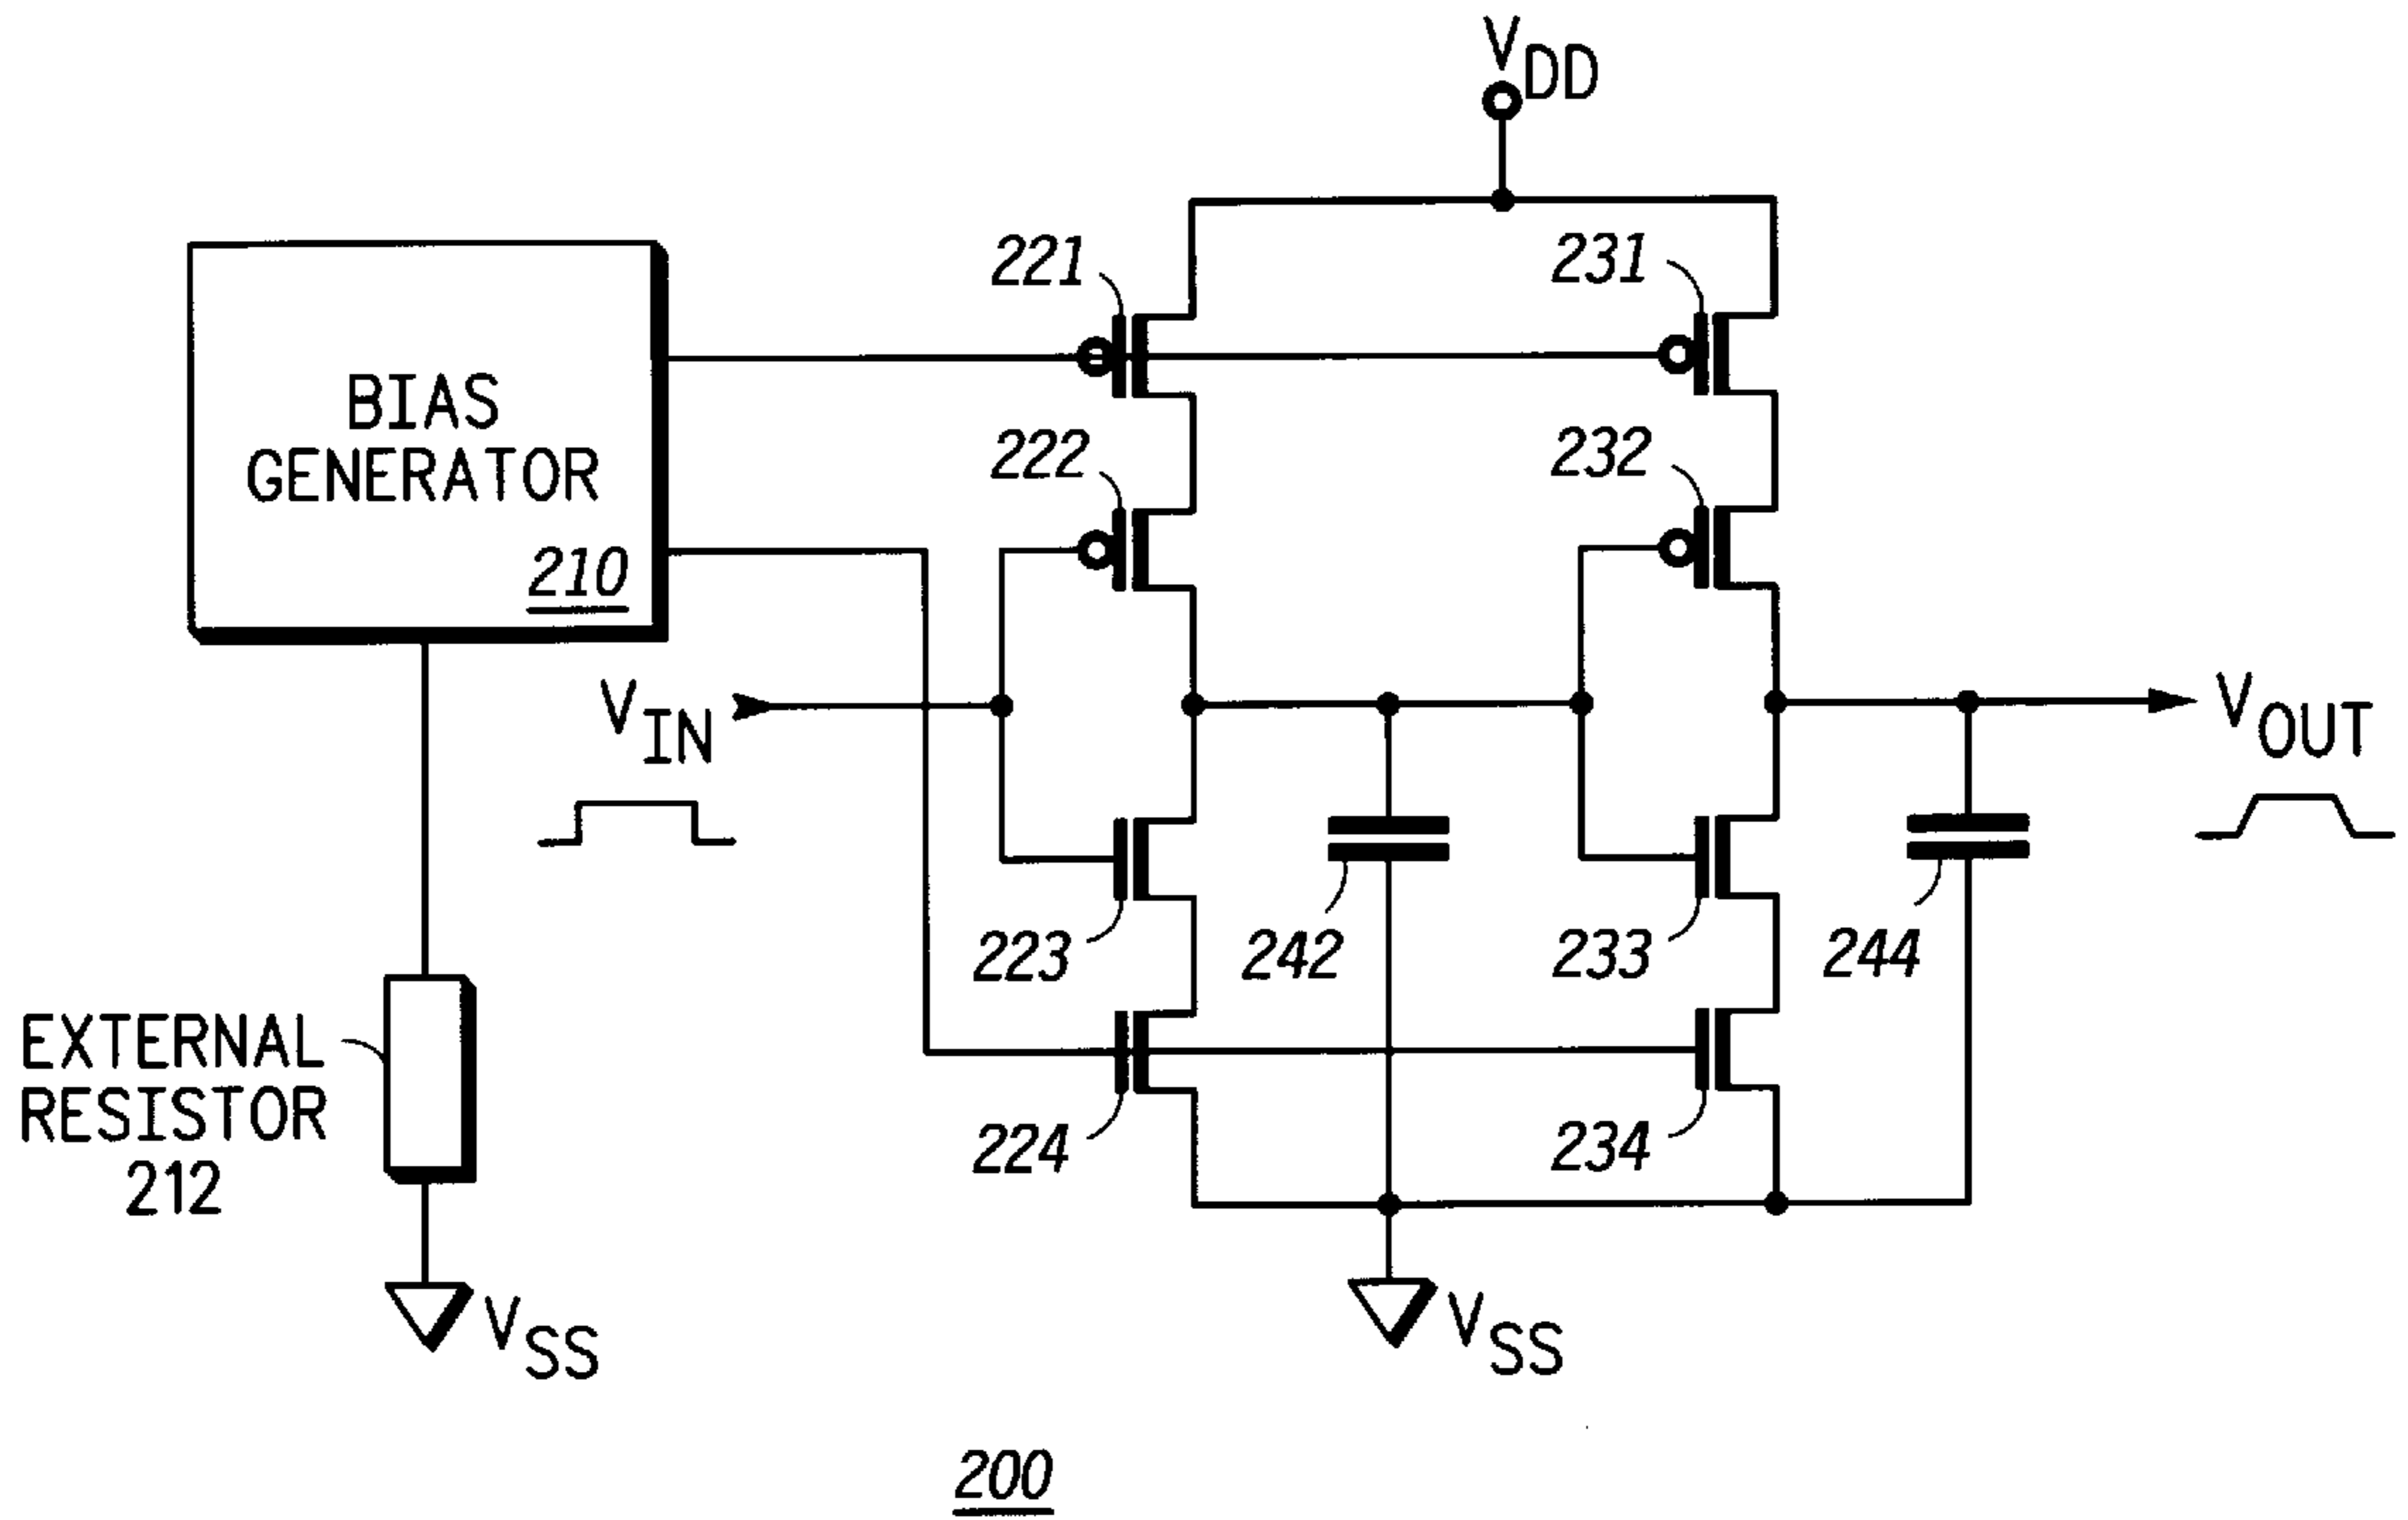 VDD
221
231
BIAS
GENERATOR
210
222
232
VIN
VOUT
223
242
233
244
EXTERNAL
RESISTOR
212
224
234
VSS
VSS
200